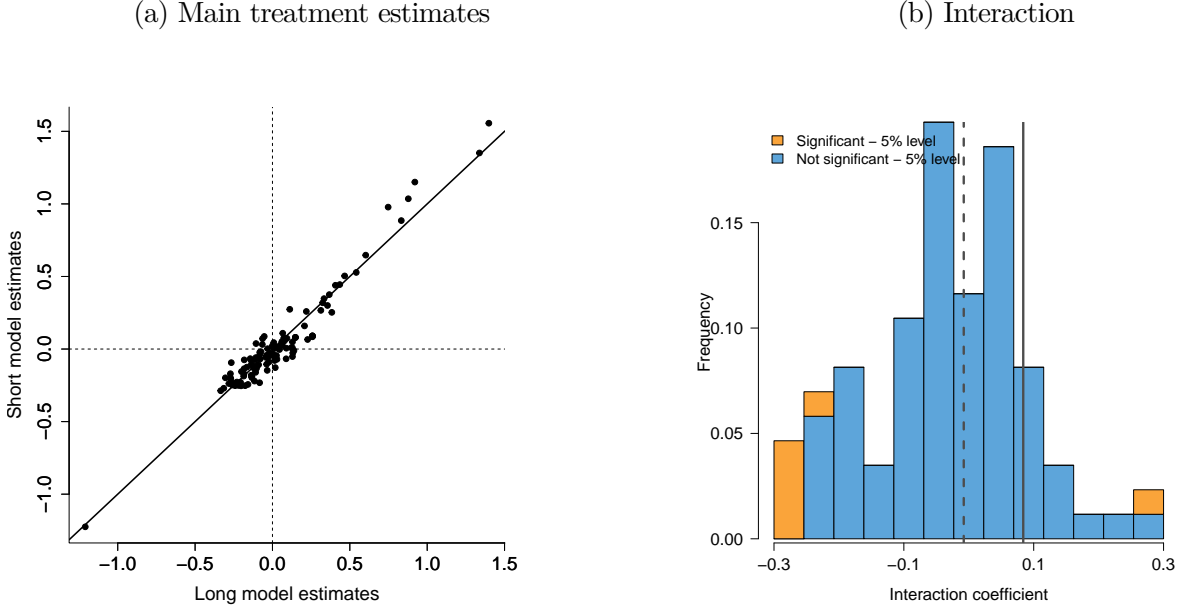 (a) Main treatment estimates
(b) Interaction
1.5
1.0
0.5
0.0
−0.5
−1.0
Short model estimates
−1.0
−0.5
0.0
0.5
1.0
1.5
Long model estimates
Significant − 5% level
Not significant − 5% level
0.15
0.10
0.05
0.00
Frequency
−0.3
−0.1
0.1
0.3
Interaction coefficient